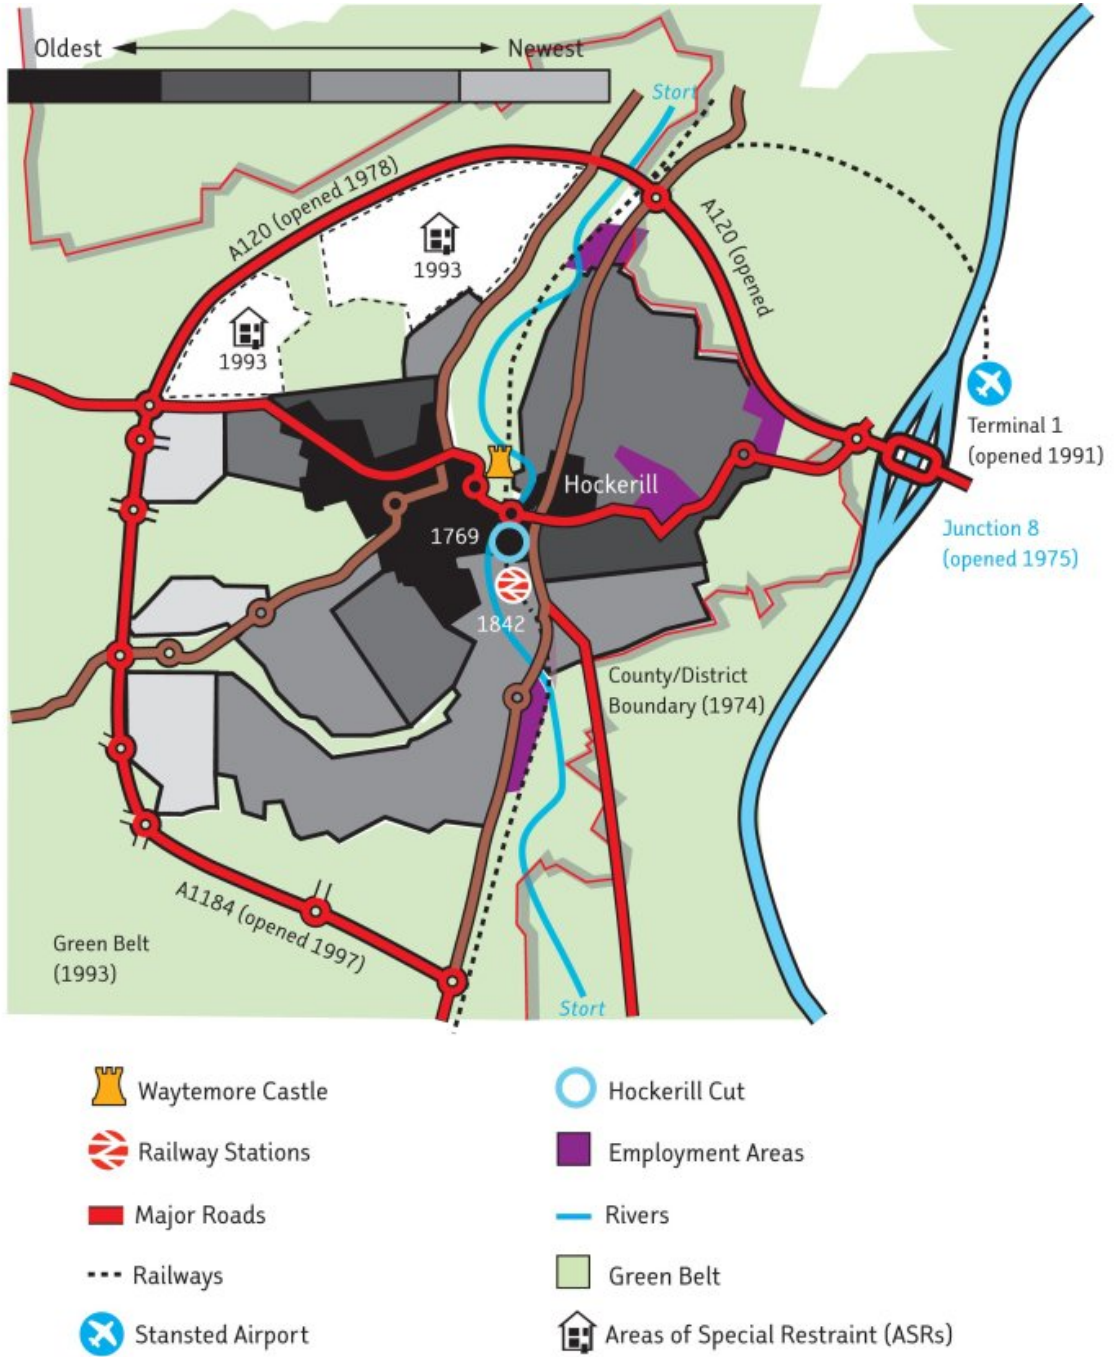 Oldest
Newest
Stort
A120 (opened 1978)
1993
A120 (opened
1993
Terminal 1
(opened 1991)
Hockerill
1769
Junction 8
(opened 1975)
1842
County/District
Boundary (1974)
A1184 (opened 1997)
Green Belt
(1993)
Stort
Waytemore Castle
Hockerill Cut
Railway Stations
Employment Areas
Major Roads
Rivers
Railways
Green Belt
Stansted Airport
Areas of Special Restraint (ASRs)